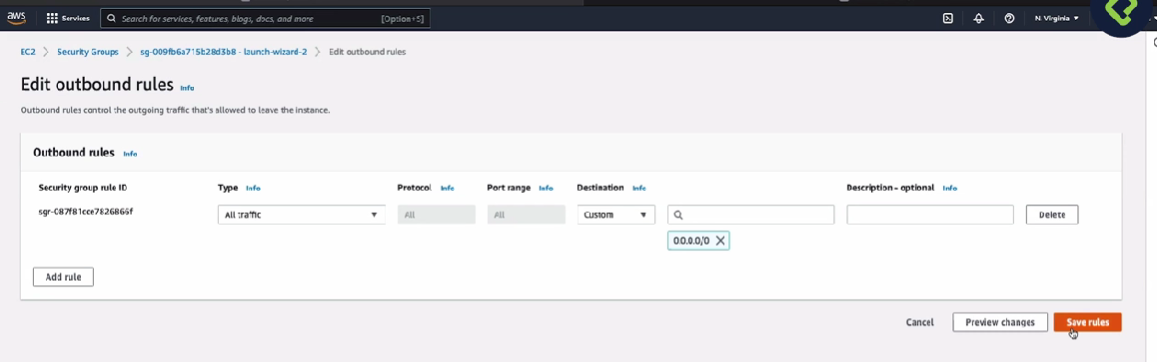 aws
Services
Search for services, features, blogs, docs, and more
[Option+S]
N. Virginia
EC2 > Security Groups > sg-009fb6a715b28d3b8 - launch-wizard-2 > Edit outbound rules
Edit outbound rules Info
Outbound rules control the outgoing traffic that's allowed to leave the instance.
Outbound rules Info
Security group rule ID Type Info Protocol Info Port range Info Destination Info Description - optional Info
sgr-087f81cce7826866f All traffic All All Custom Delete
0.0.0.0/0
Add rule
Cancel Preview changes Save rules